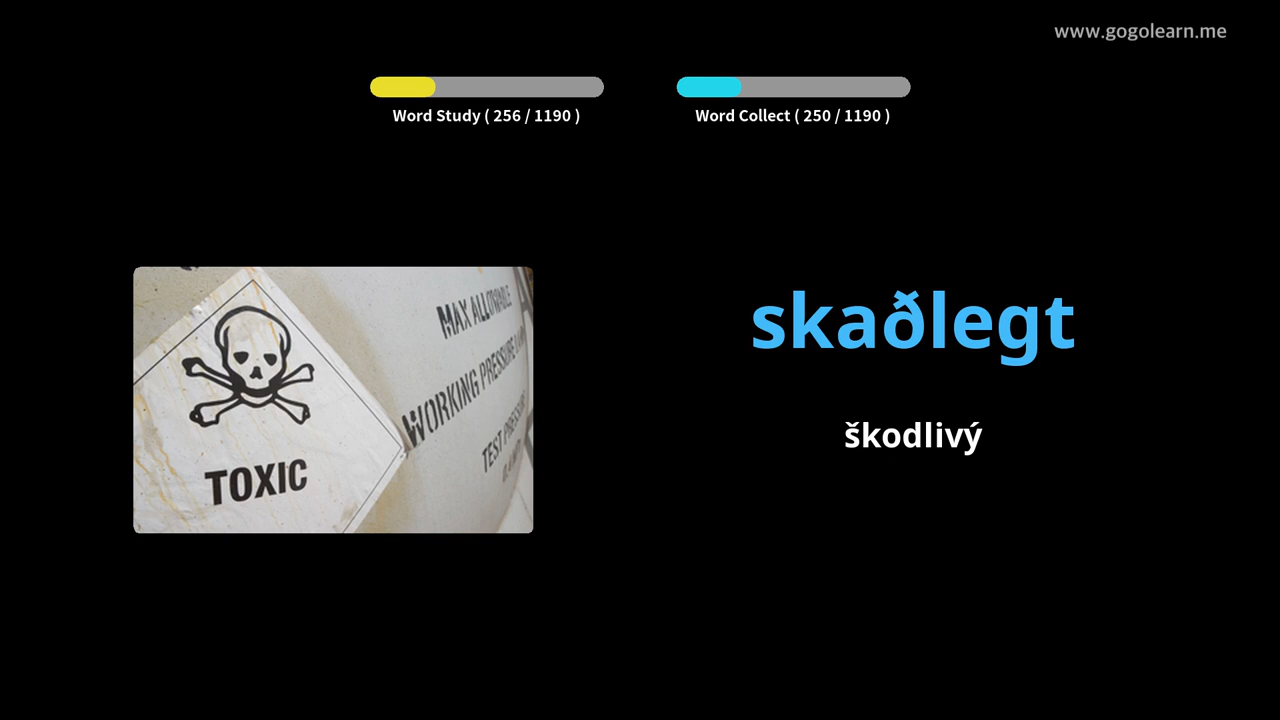 www.gogolearn.me
Word Study ( 256 / 1190 )
Word Collect ( 250 / 1190 )
skaðlegt
škodlivý
MAX ALLOWABLE
WORKING PRESSURE
TEST PRESSURE
TOXIC